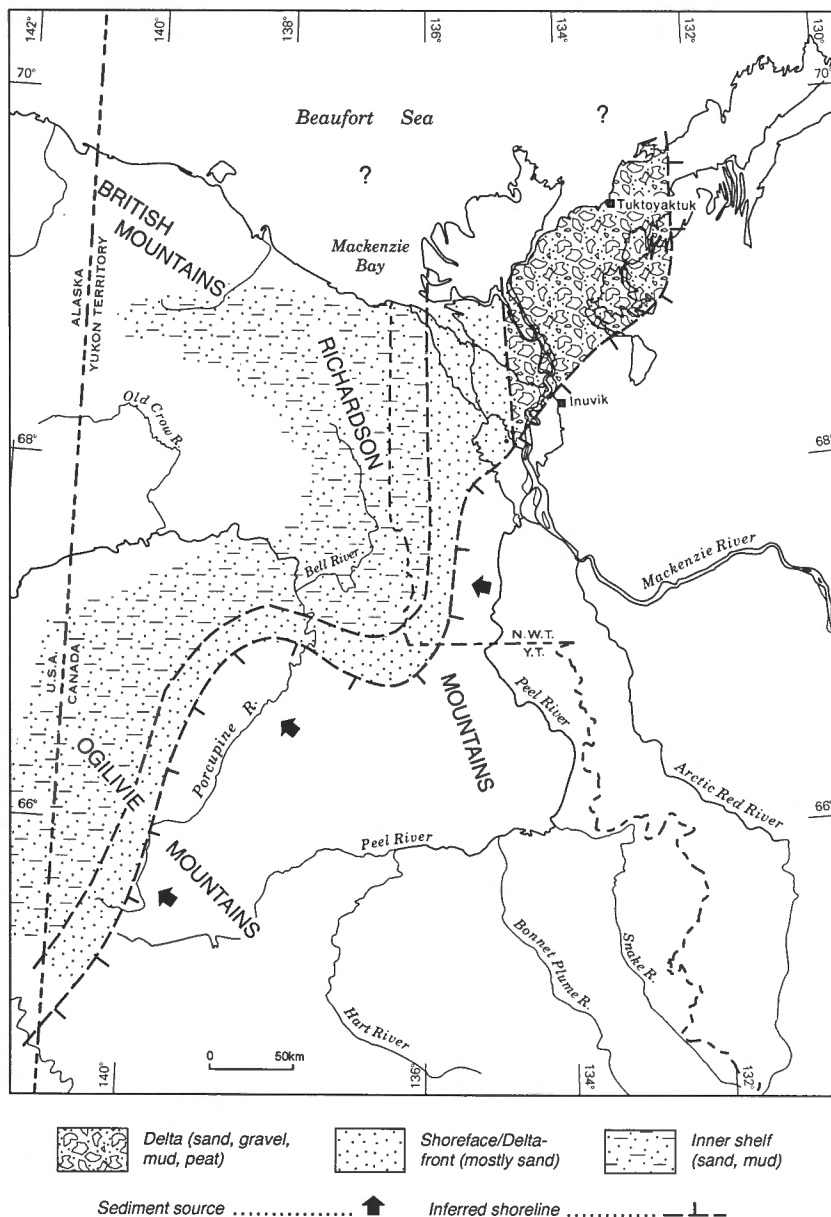 142°
140°
138°
136°
134°
132°
130°
70°
70°
Beaufort Sea
?
?
BRITISH
MOUNTAINS
Tuktoyaktuk
Mackenzie
Bay
ALASKA
YUKON TERRITORY
RICHARDSON
Inuvik
Old Crow R.
68°
68°
Bell River
Mackenzie River
N.W.T.
Y.T.
U.S.A.
CANADA
Porcupine R.
Peel River
MOUNTAINS
OGILIVIE
Arctic Red River
66°
66°
Peel River
MOUNTAINS
Bonnet Plume R.
Snake R.
Hart River
0 50km
140°
136°
134°
132°
Delta (sand, gravel,
mud, peat)
Shoreface/Delta-
front (mostly sand)
Inner shelf
(sand, mud)
Sediment source ............... Inferred shoreline ...........